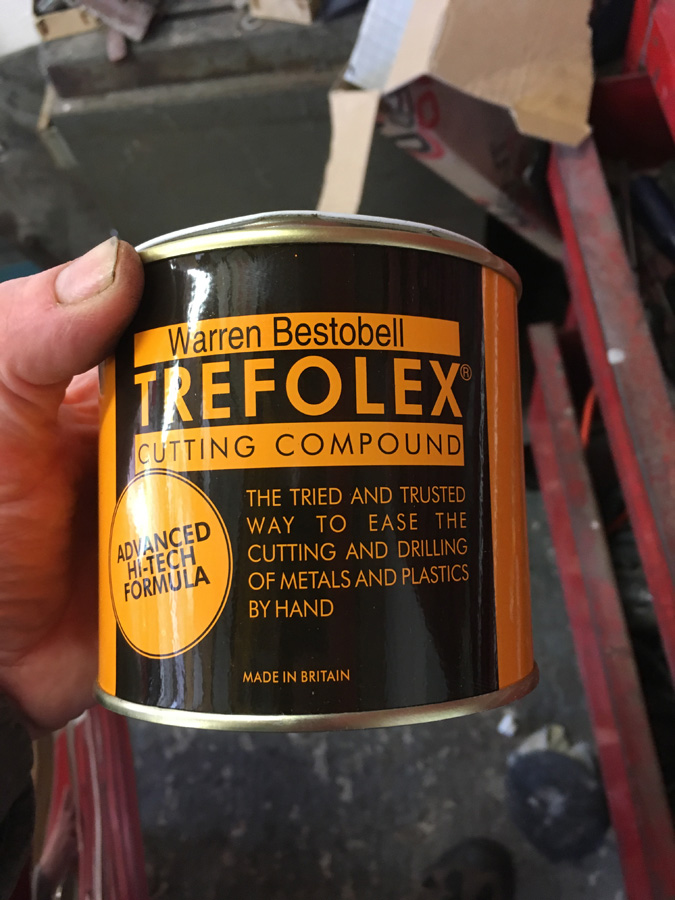 Warren Bestobell
TREFOLEX®
CUTTING COMPOUND
THE TRIED AND TRUSTED
WAY TO EASE THE
CUTTING AND DRILLING
OF METALS AND PLASTICS
BY HAND
ADVANCED
HI-TECH
FORMULA
MADE IN BRITAIN